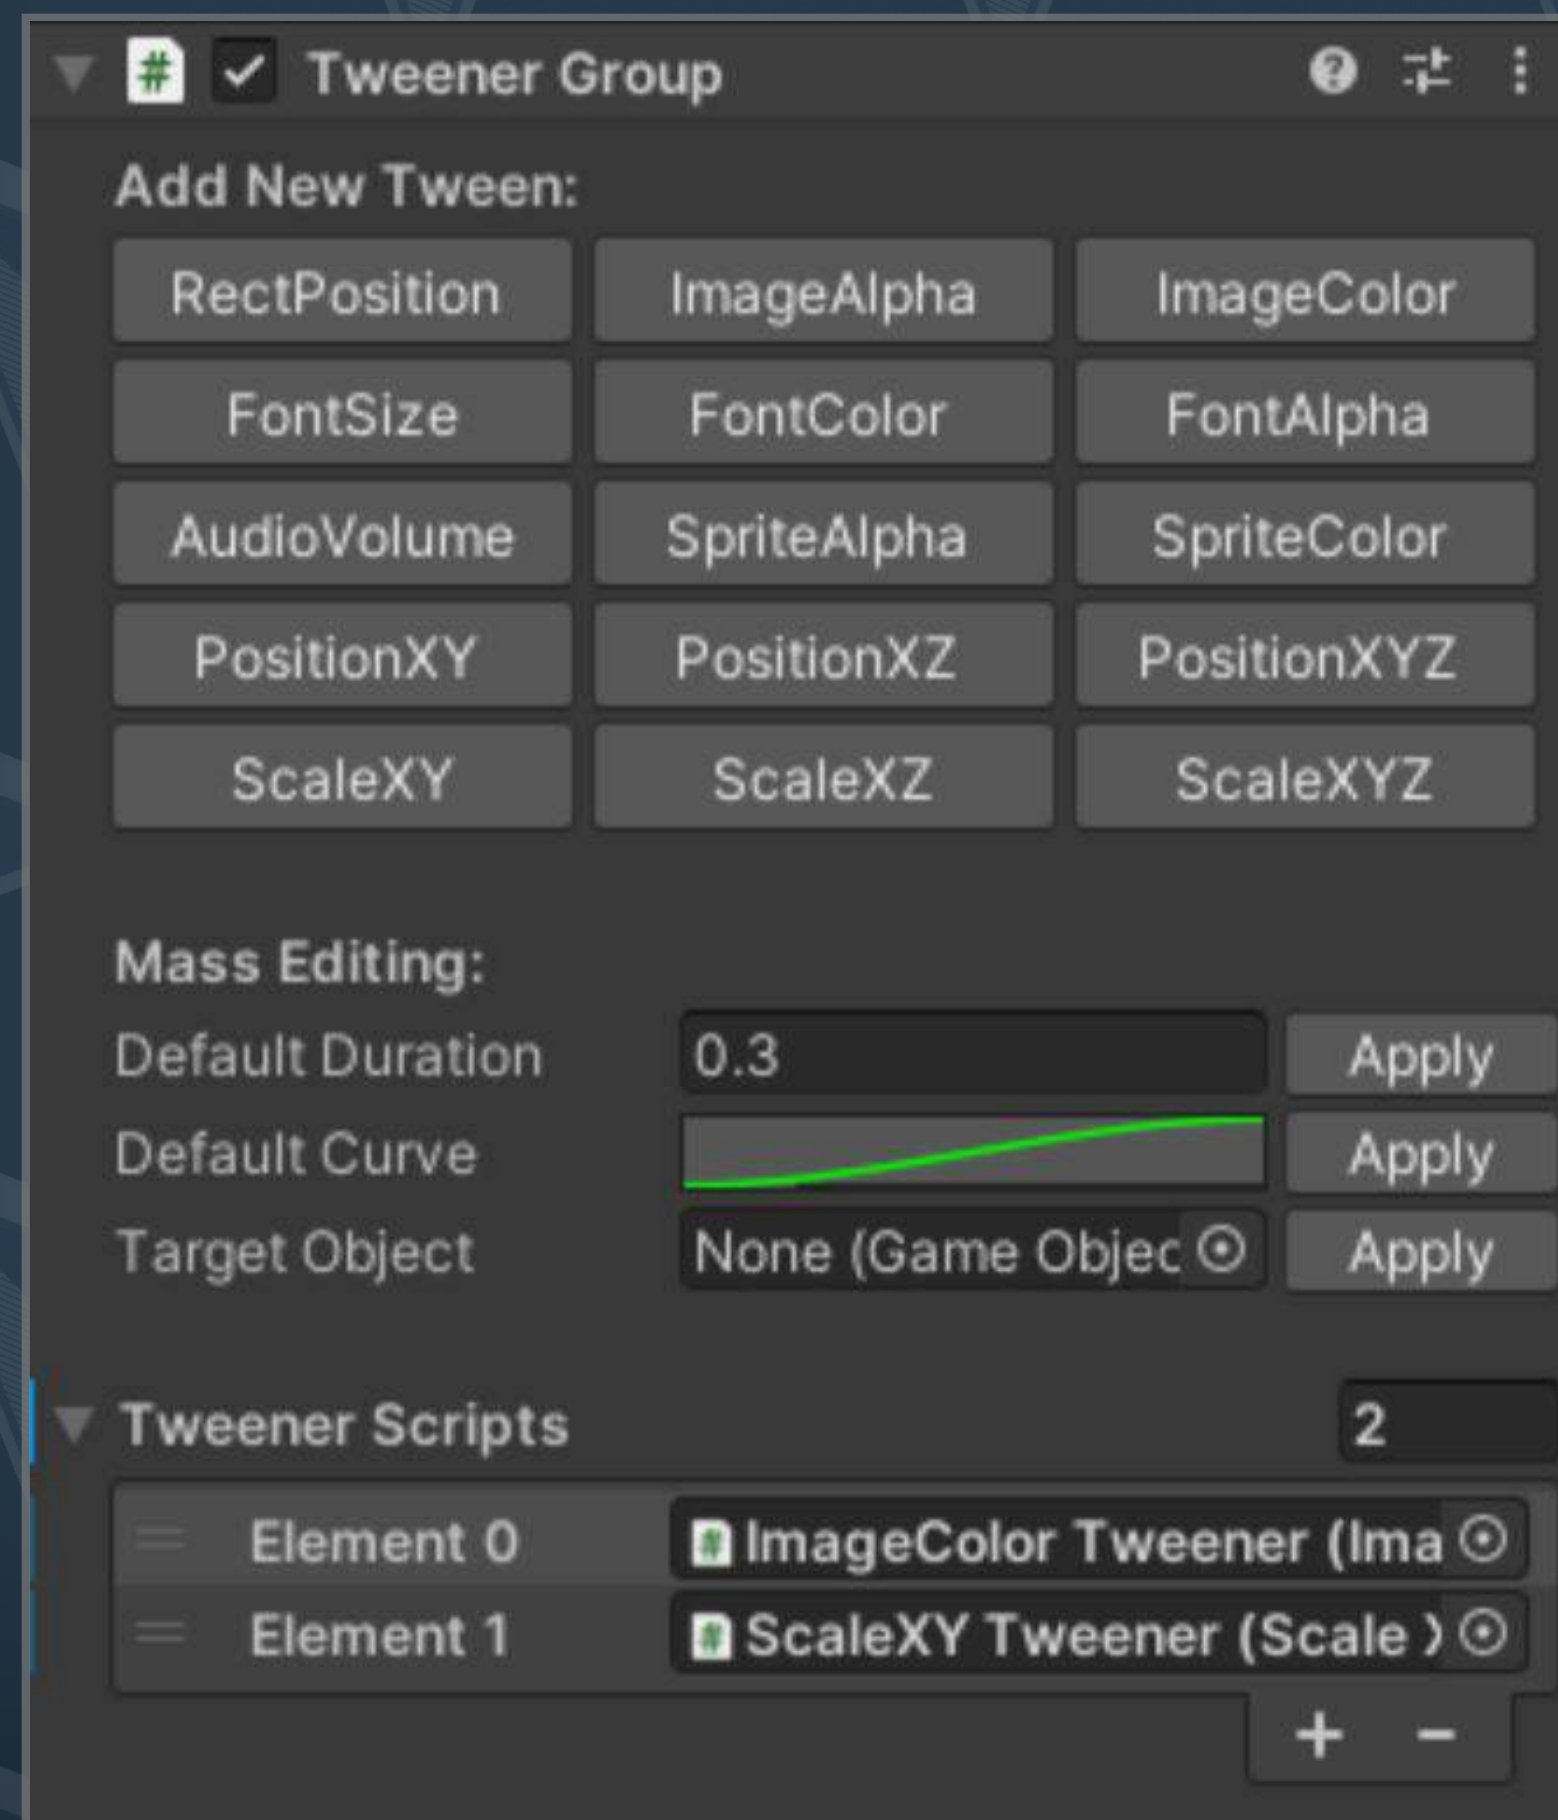 Tweener Group
Add New Tween:
RectPosition ImageAlpha ImageColor
FontSize FontColor FontAlpha
AudioVolume SpriteAlpha SpriteColor
PositionXY PositionXZ PositionXYZ
ScaleXY ScaleXZ ScaleXYZ
Mass Editing:
Default Duration 0.3 Apply
Default Curve Apply
Target Object None (Game Objec Apply
Tweener Scripts 2
Element 0 # ImageColor Tweener (Ima
Element 1 # ScaleXY Tweener (Scale
+ -